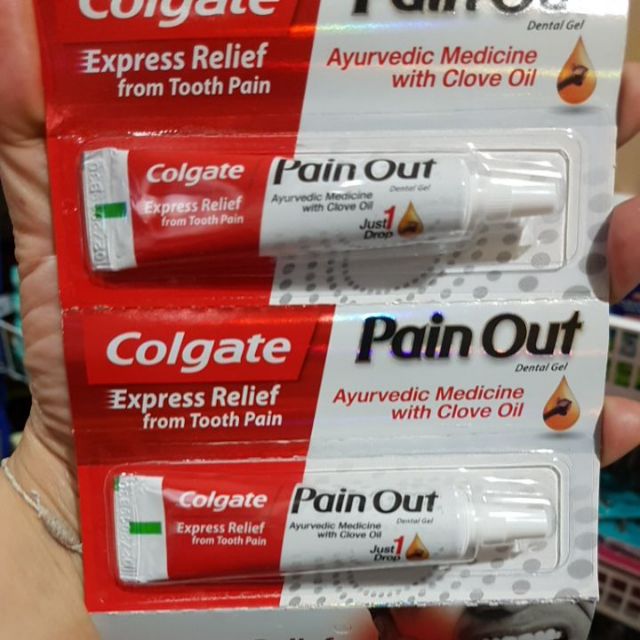 Colgate
Pain Out
Dental Gel
Express Relief
from Tooth Pain
Ayurvedic Medicine
with Clove Oil
Colgate
Pain Out
Dental Gel
Express Relief
from Tooth Pain
Ayurvedic Medicine
with Clove Oil
Just 1
Drop
Colgate
Pain Out
Dental Gel
Express Relief
from Tooth Pain
Ayurvedic Medicine
with Clove Oil
Colgate
Pain Out
Dental Gel
Express Relief
from Tooth Pain
Ayurvedic Medicine
with Clove Oil
Just 1
Drop